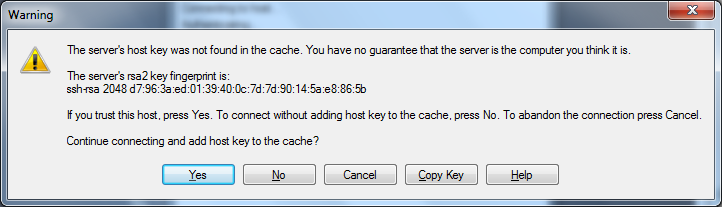 Warning
The server's host key was not found in the cache. You have no guarantee that the server is the computer you think it is.
The server's rsa2 key fingerprint is:
ssh-rsa 2048 d7:96:3a:ed:01:39:40:0c:7d:7d:90:14:5a:e8:86:5b
If you trust this host, press Yes. To connect without adding host key to the cache, press No. To abandon the connection press Cancel.
Continue connecting and add host key to the cache?
Yes No Cancel Copy Key Help